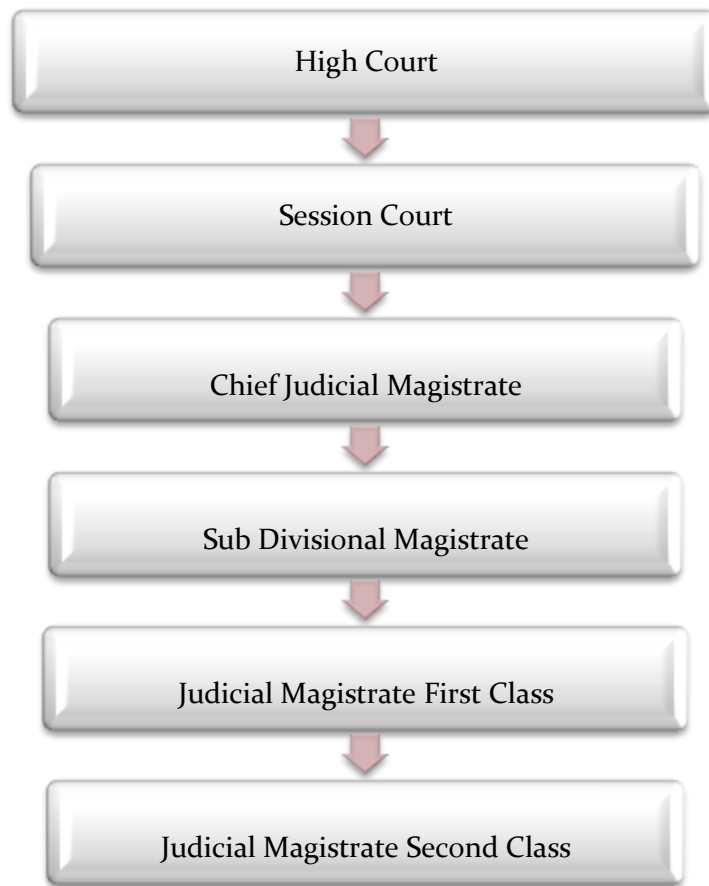 High Court
Session Court
Chief Judicial Magistrate
Sub Divisional Magistrate
Judicial Magistrate First Class
Judicial Magistrate Second Class